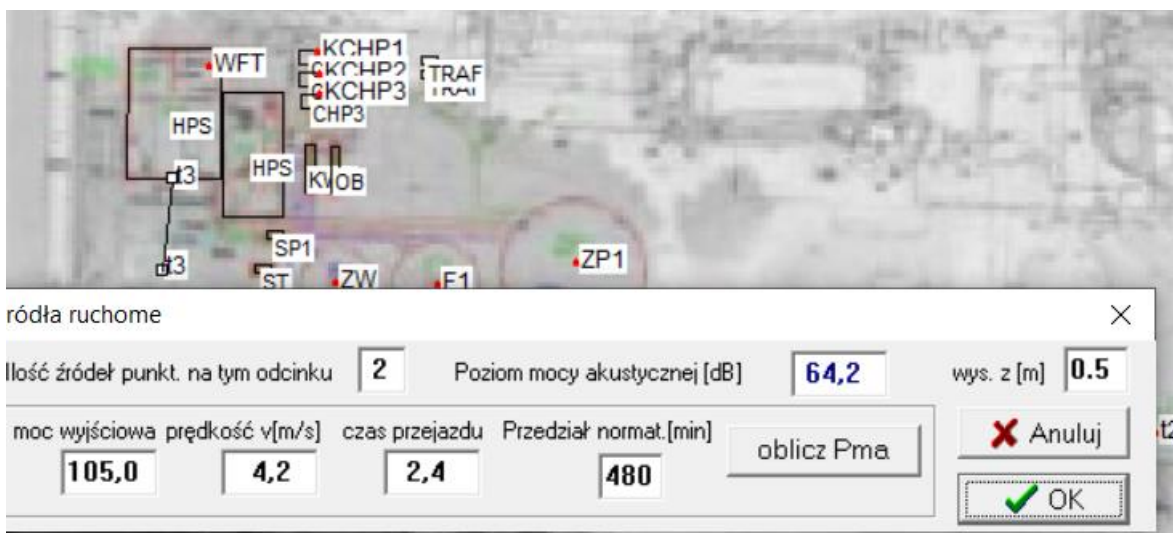 WFT
KCHP1
KCHP2
KCHP3
CHP3
TRAF
HPS
HPS
OB
t3
t3
SP1
ST
ZW
F1
ZP1
ródła ruchome
Ilość źródeł punkt. na tym odcinku 2 Poziom mocy akustycznej [dB] 64,2 wys. z [m] 0.5
moc wyjściowa prędkość v[m/s] czas przejazdu Przedział normat.[min] oblicz Pma Anuluj
105,0 4,2 2,4 480 OK